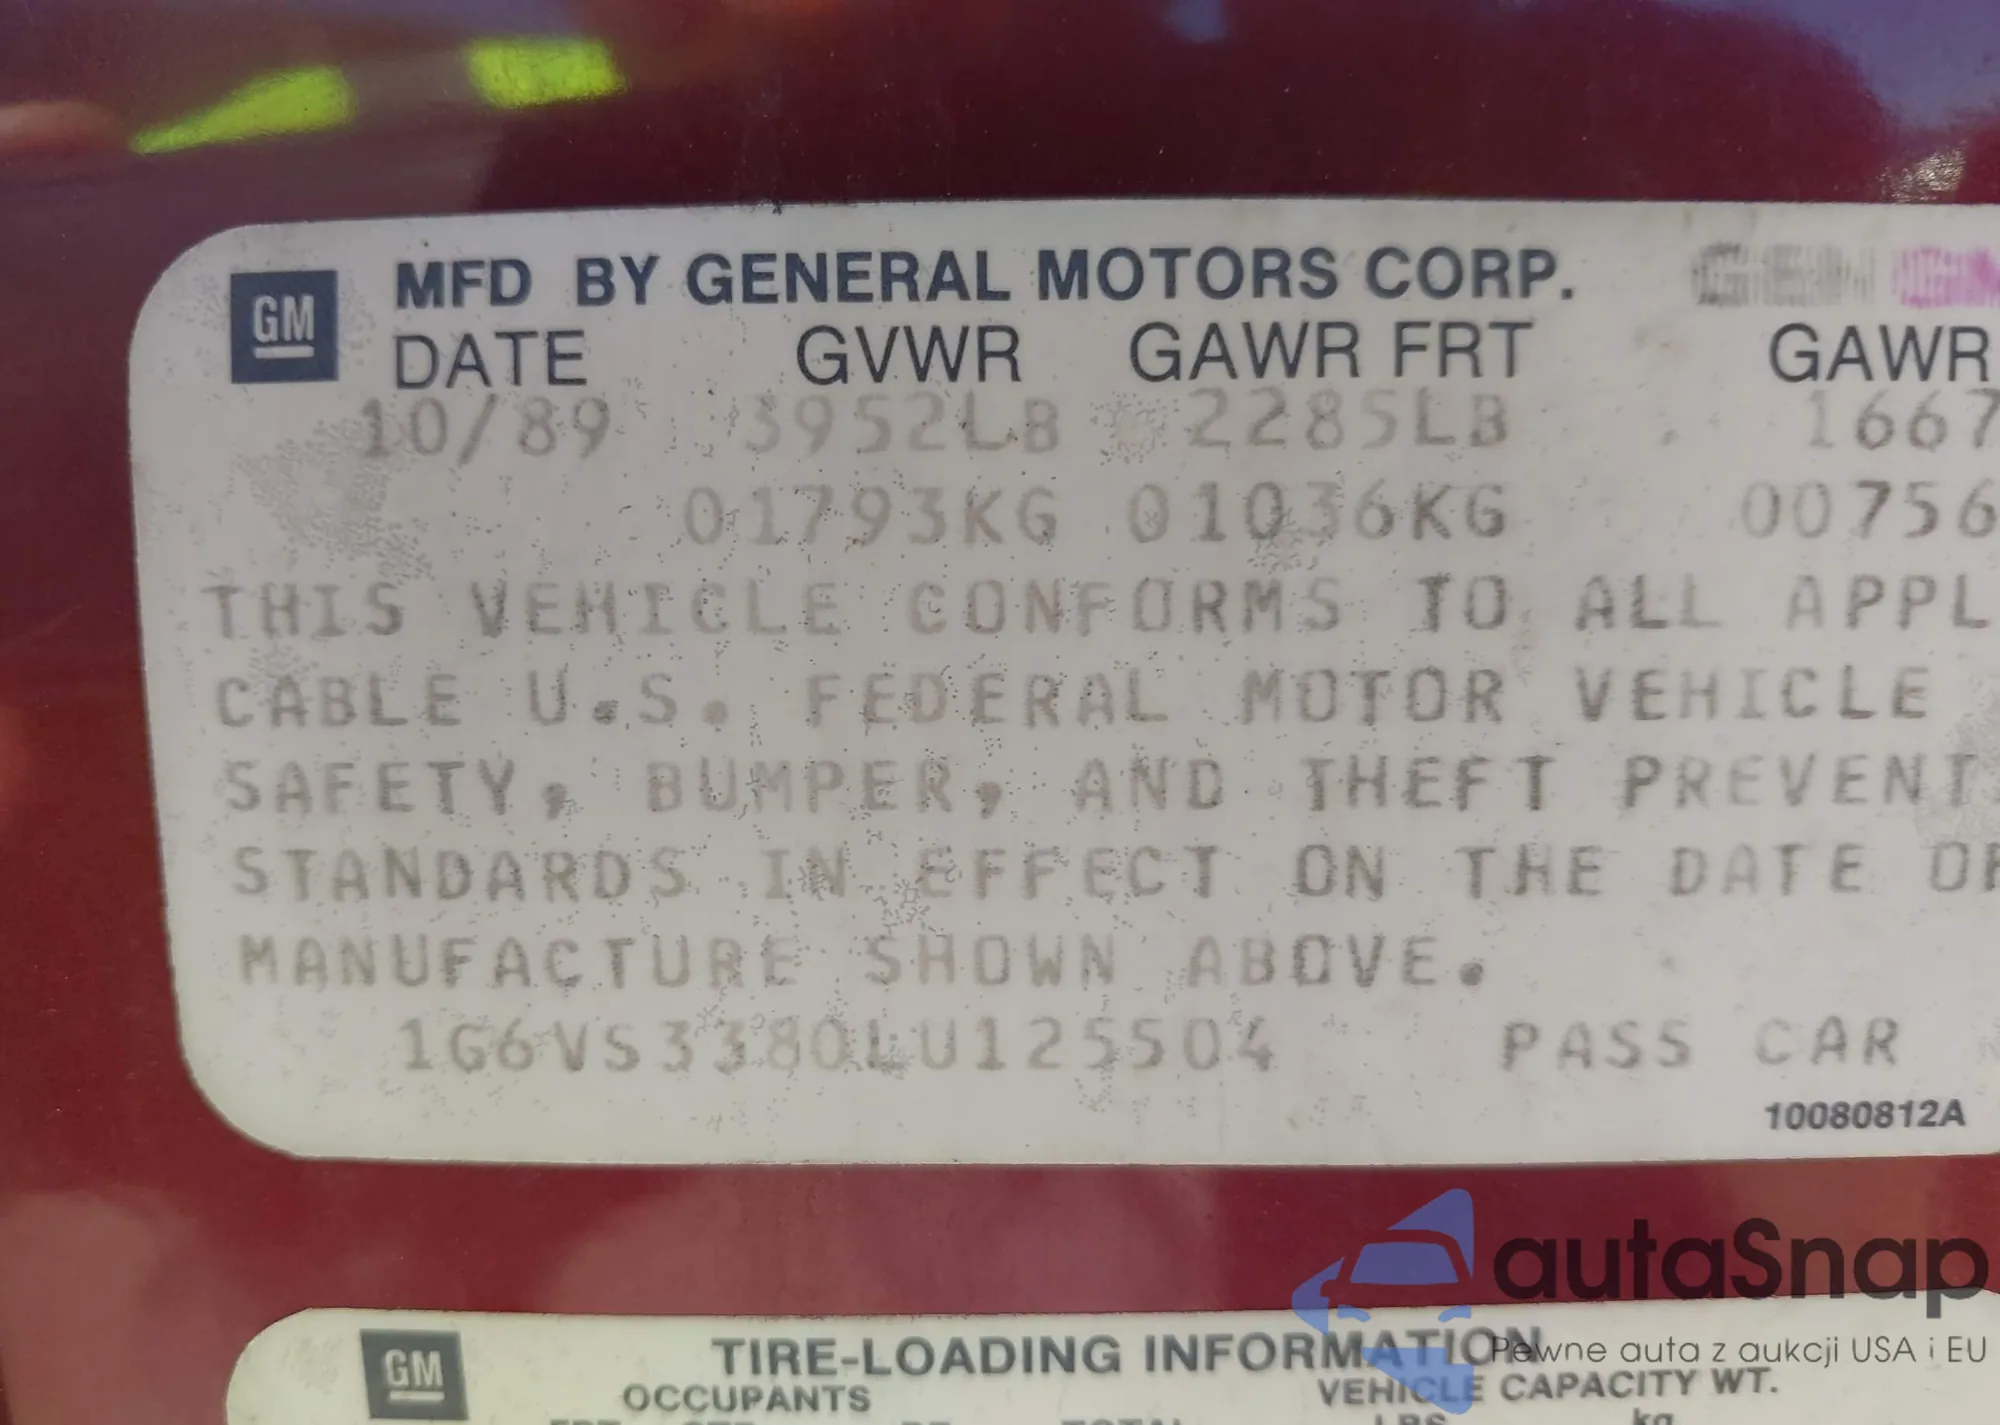 GM MFD BY GENERAL MOTORS CORP.
DATE GVWR GAWR FRT GAWR
10/89 3952LB 2285LB 1667
01793KG 01036KG 00756
THIS VEHICLE CONFORMS TO ALL APPL
CABLE U.S. FEDERAL MOTOR VEHICLE
SAFETY, BUMPER, AND THEFT PREVENT
STANDARDS IN EFFECT ON THE DATE OF
MANUFACTURE SHOWN ABOVE.
1G6VS3380LU125504 PASS CAR
10080812A
autaSnap
Pewne auta z aukcji USA i EU
GM TIRE-LOADING INFORMATION
OCCUPANTS VEHICLE CAPACITY WT.
TOTAL LBS kg